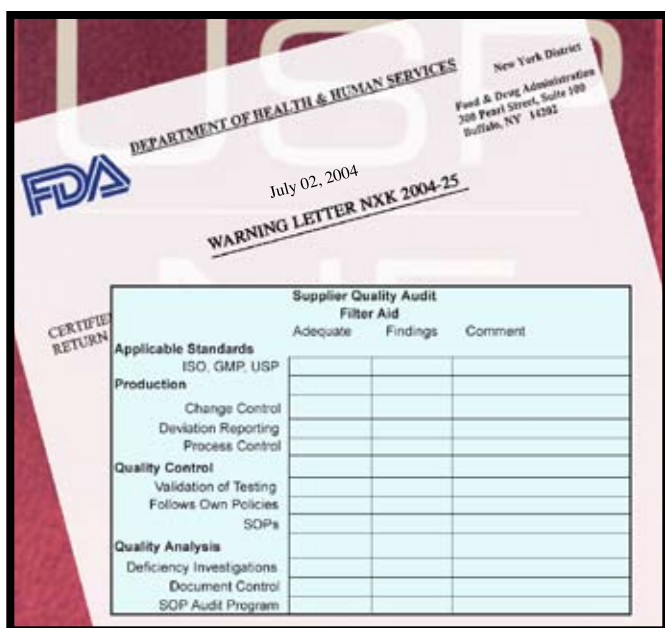 USP
NF
DEPARTMENT OF HEALTH & HUMAN SERVICES
New York District
Food & Drug Administration
300 Pearl Street, Suite 100
Buffalo, NY 14202
FDA
July 02, 2004
WARNING LETTER NXK 2004-25
CERTIFIE
RETURN
Supplier Quality Audit
Filter Aid
Adequate Findings Comment
Applicable Standards
ISO, GMP, USP
Production
Change Control
Deviation Reporting
Process Control
Quality Control
Validation of Testing
Follows Own Policies
SOPs
Quality Analysis
Deficiency Investigations
Document Control
SOP Audit Program